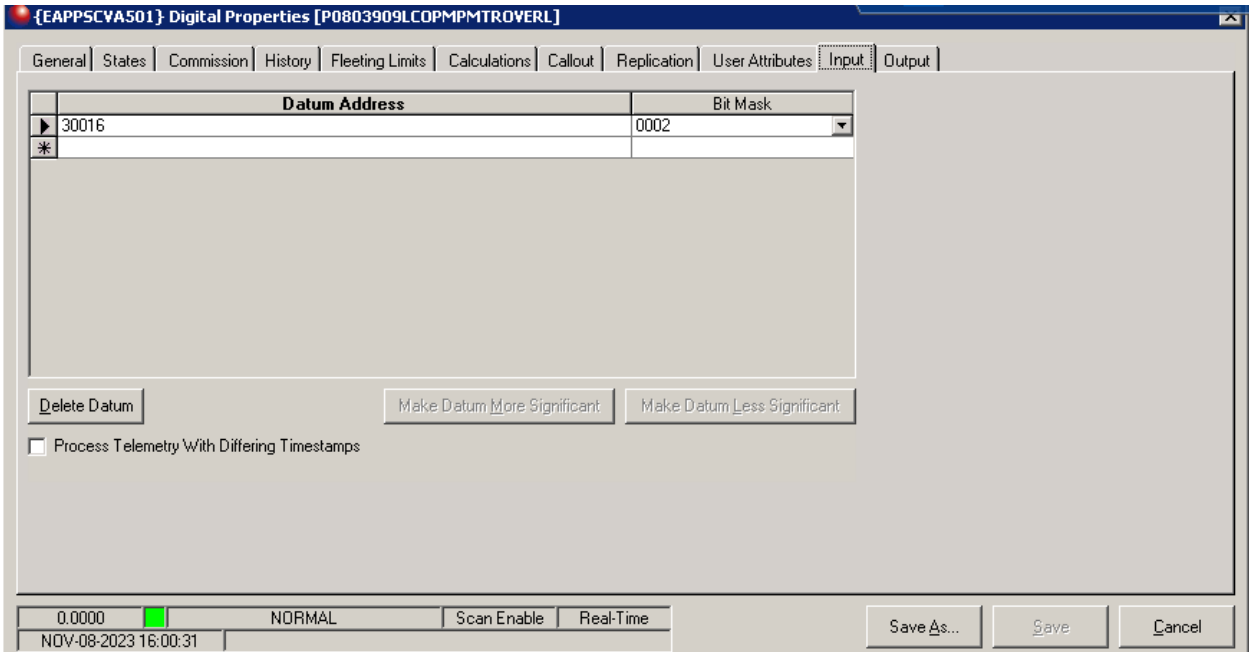 {EAPPSCVA501} Digital Properties [P0803909LCOPMPMTROVERL]
General States Commission History Fleeting Limits Calculations Callout Replication User Attributes Input Output
Datum Address Bit Mask
30016 0002
Delete Datum Make Datum More Significant Make Datum Less Significant
Process Telemetry With Differing Timestamps
0.0000 NORMAL Scan Enable Real-Time
NOV-08-2023 16:00:31
Save As... Save Cancel